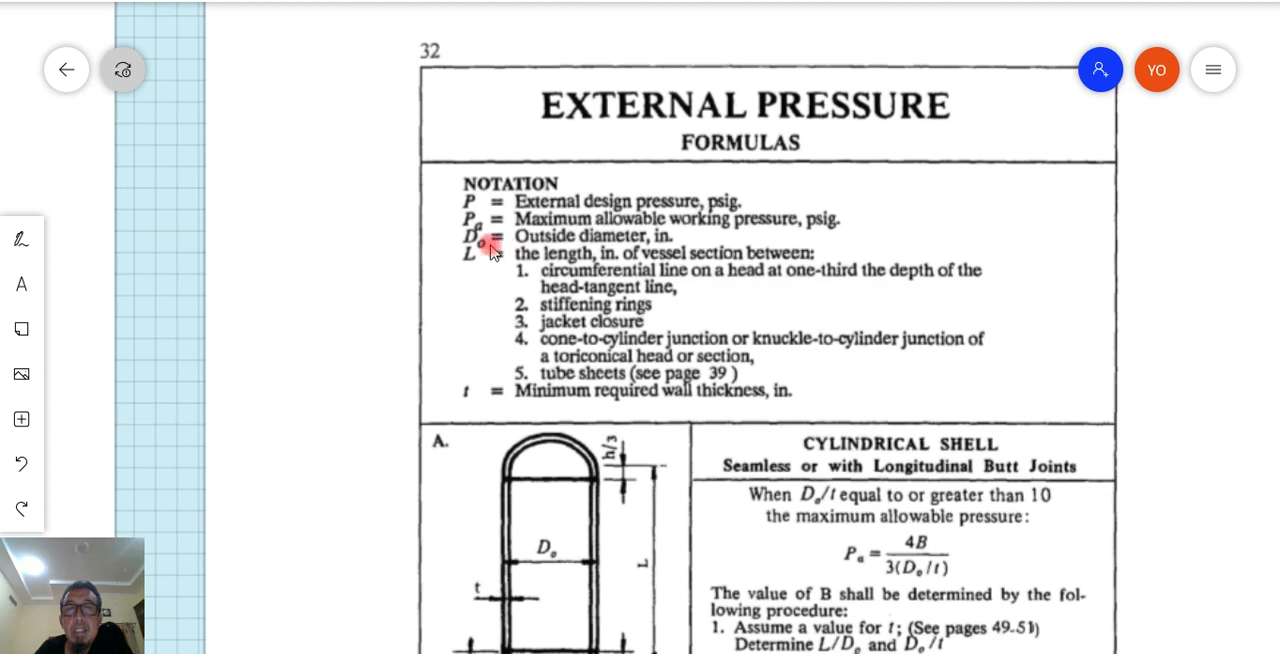 32
YO
EXTERNAL PRESSURE
FORMULAS
NOTATION
P = External design pressure, psig.
Pa = Maximum allowable working pressure, psig.
Do = Outside diameter, in.
L = the length, in. of vessel section between:
1. circumferential line on a head at one-third the depth of the
head-tangent line,
2. stiffening rings
3. jacket closure
4. cone-to-cylinder junction or knuckle-to-cylinder junction of
a toriconical head or section,
5. tube sheets (see page 39 )
t = Minimum required wall thickness, in.
A.
h/3
Do
L
t
CYLINDRICAL SHELL
Seamless or with Longitudinal Butt Joints
When Do/t equal to or greater than 10
the maximum allowable pressure:
Pa = 4B
3(Do/t)
The value of B shall be determined by the fol-
lowing procedure:
1. Assume a value for t; (See pages 49-51)
Determine L/Do and Do/t
A